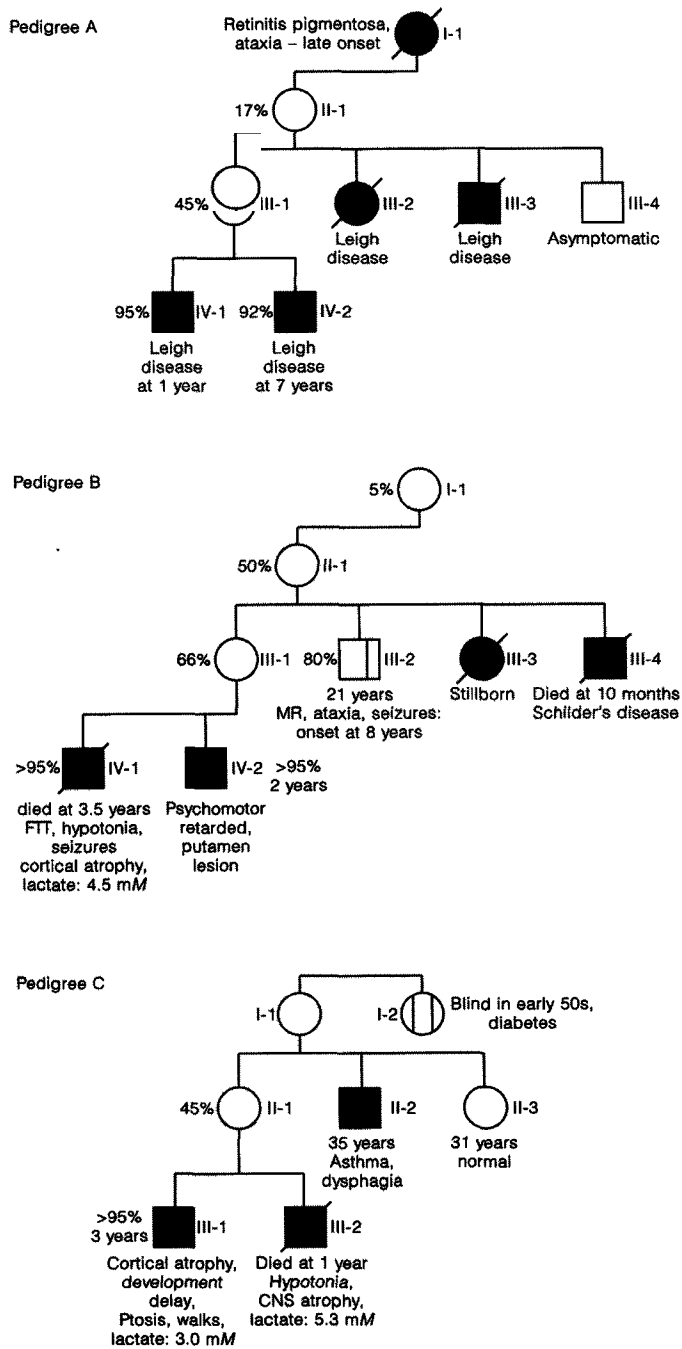 Pedigree A
Retinitis pigmentosa,
ataxia – late onset
I-1
17%
II-1
45%
III-1
III-2
Leigh
disease
III-3
Leigh
disease
III-4
Asymptomatic
95%
IV-1
Leigh
disease
at 1 year
92%
IV-2
Leigh
disease
at 7 years
Pedigree B
5%
I-1
50%
II-1
66%
III-1
80%
III-2
21 years
MR, ataxia, seizures:
onset at 8 years
III-3
Stillborn
III-4
Died at 10 months
Schilder's disease
>95%
IV-1
died at 3.5 years
FTT, hypotonia,
seizures
cortical atrophy,
lactate: 4.5 mM
IV-2
>95%
2 years
Psychomotor
retarded,
putamen
lesion
Pedigree C
I-1
I-2
Blind in early 50s,
diabetes
45%
II-1
II-2
35 years
Asthma,
dysphagia
II-3
31 years
normal
>95%
3 years
III-1
Cortical atrophy,
development
delay,
Ptosis, walks,
lactate: 3.0 mM
III-2
Died at 1 year
Hypotonia,
CNS atrophy,
lactate: 5.3 mM